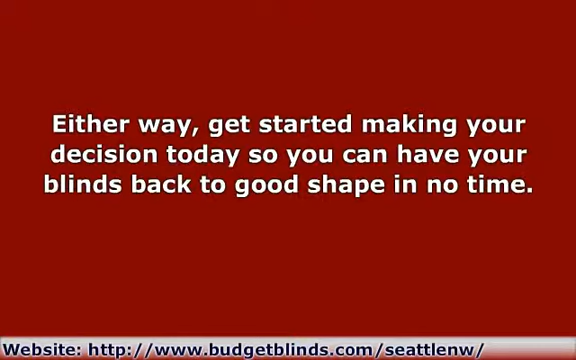 Either way, get started making your
decision today so you can have your
blinds back to good shape in no time.
Website: http://www.budgetblinds.com/seattlenw/